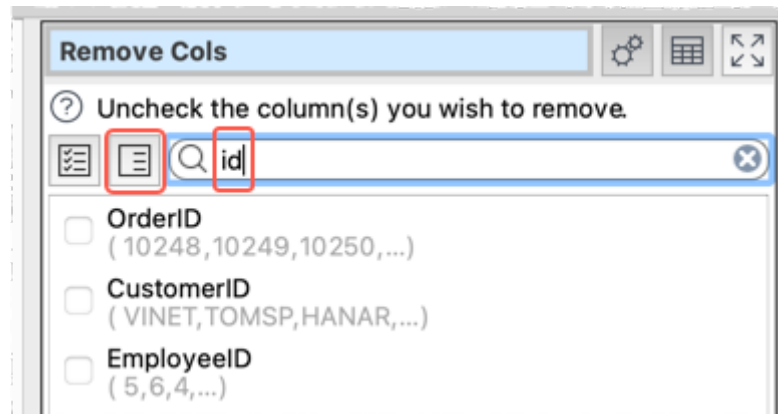 Remove Cols
? Uncheck the column(s) you wish to remove.
id
OrderID
( 10248,10249,10250,...)
CustomerID
( VINET,TOMSP,HANAR,...)
EmployeeID
( 5,6,4,...)